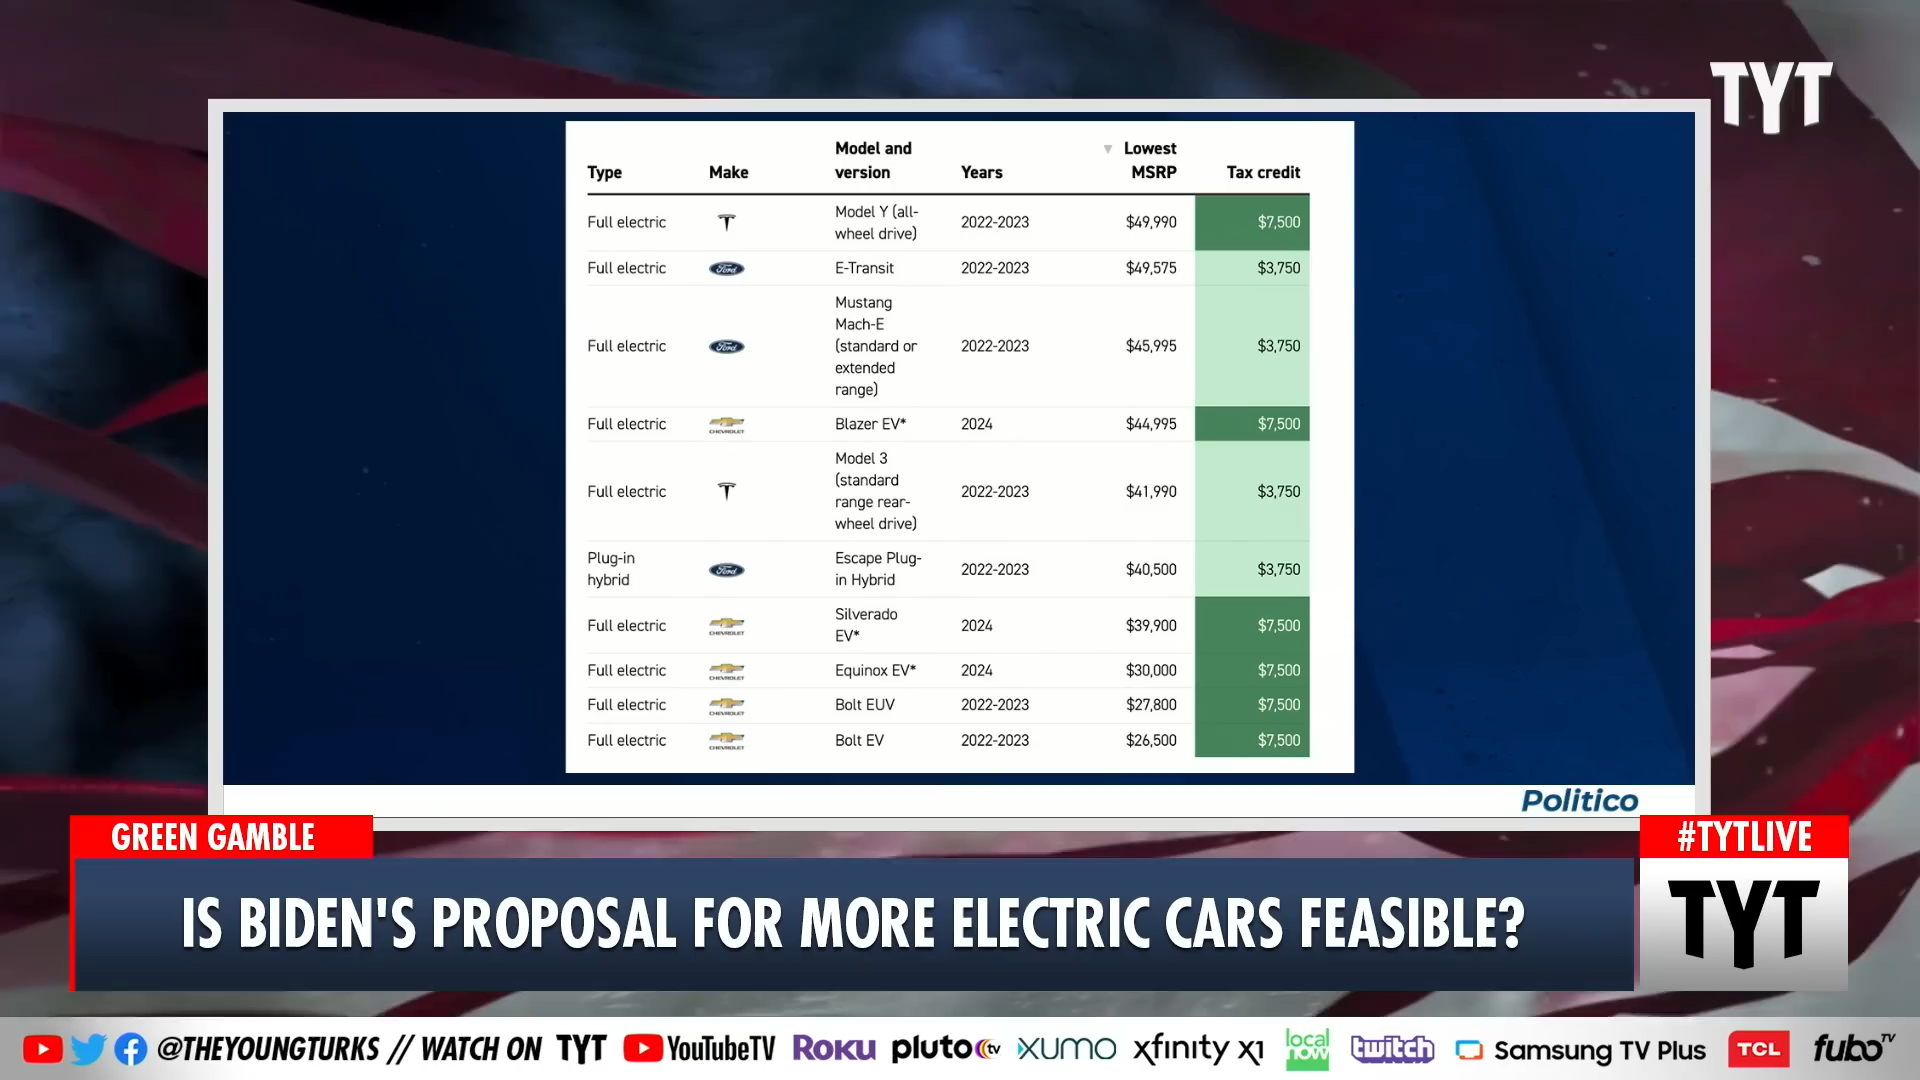 TYT
Type Make Model and version Years Lowest MSRP Tax credit
Full electric Model Y (all-wheel drive) 2022-2023 $49,990 $7,500
Full electric Ford E-Transit 2022-2023 $49,575 $3,750
Full electric Ford Mustang Mach-E (standard or extended range) 2022-2023 $45,995 $3,750
Full electric CHEVROLET Blazer EV* 2024 $44,995 $7,500
Full electric Model 3 (standard range rear-wheel drive) 2022-2023 $41,990 $3,750
Plug-in hybrid Ford Escape Plug-in Hybrid 2022-2023 $40,500 $3,750
Full electric CHEVROLET Silverado EV* 2024 $39,900 $7,500
Full electric CHEVROLET Equinox EV* 2024 $30,000 $7,500
Full electric CHEVROLET Bolt EUV 2022-2023 $27,800 $7,500
Full electric CHEVROLET Bolt EV 2022-2023 $26,500 $7,500
Politico
GREEN GAMBLE
#TYTLIVE
IS BIDEN'S PROPOSAL FOR MORE ELECTRIC CARS FEASIBLE?
TYT
@THEYOUNGTURKS // WATCH ON TYT YouTubeTV ROKU pluto tv XUMO xfinity X1 local now twitch Samsung TV Plus TCL fuboTV